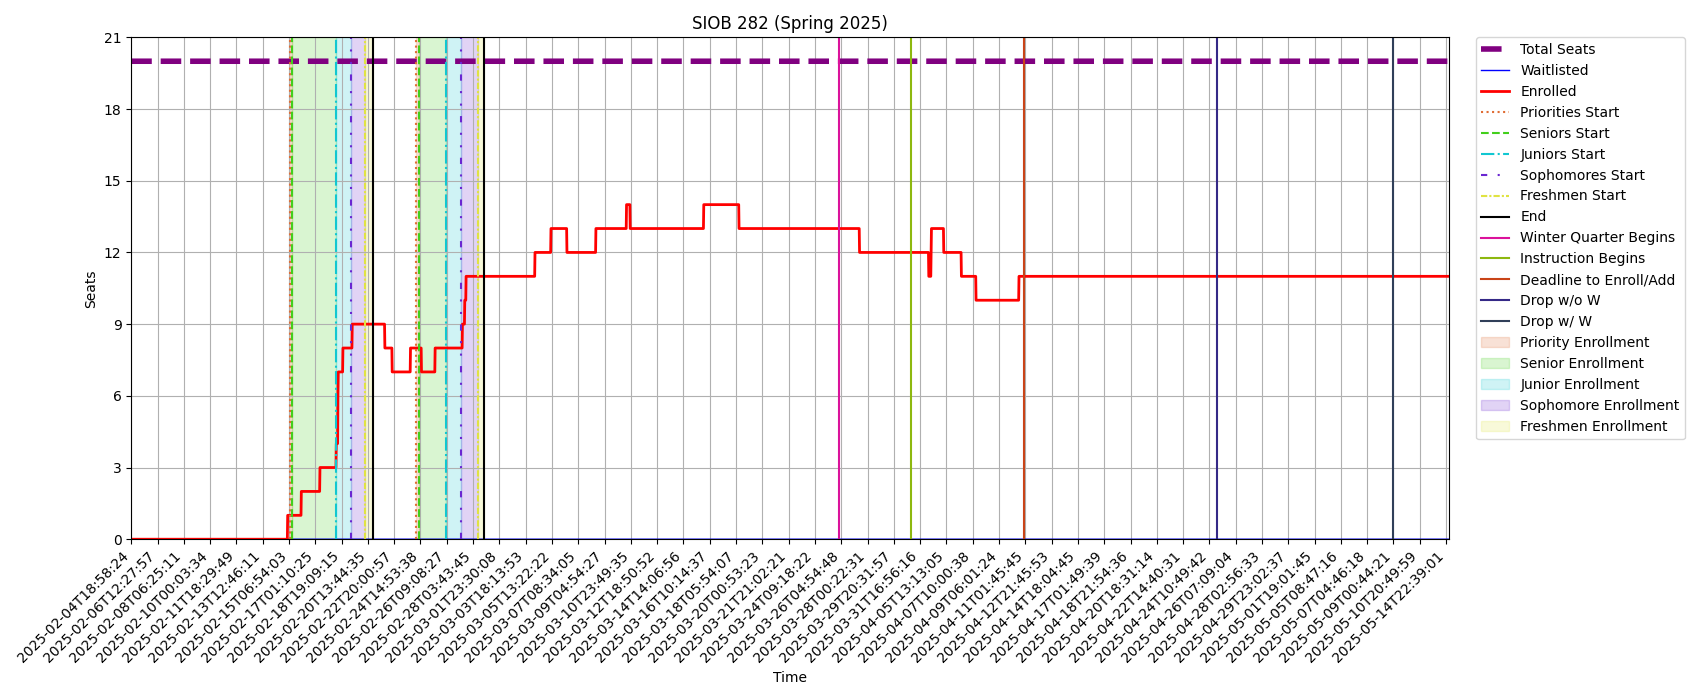 SIOB 282 (Spring 2025)
Seats
21
18
15
12
9
6
3
0
2025-02-04T18:58:24
2025-02-06T12:27:57
2025-02-08T06:25:11
2025-02-10T00:03:34
2025-02-11T18:29:49
2025-02-13T12:46:11
2025-02-15T06:54:03
2025-02-17T01:10:25
2025-02-18T19:09:15
2025-02-20T13:44:35
2025-02-22T07:00:57
2025-02-24T14:53:38
2025-02-26T09:08:27
2025-02-28T03:43:45
2025-03-01T23:30:08
2025-03-03T18:13:53
2025-03-05T13:22:22
2025-03-07T08:34:05
2025-03-09T04:54:27
2025-03-10T23:49:35
2025-03-12T18:50:52
2025-03-14T14:06:56
2025-03-16T10:14:37
2025-03-18T05:54:07
2025-03-20T00:53:23
2025-03-21T21:02:21
2025-03-24T09:18:22
2025-03-26T04:54:48
2025-03-28T00:22:31
2025-03-29T20:31:57
2025-03-31T16:56:16
2025-04-05T13:13:05
2025-04-07T10:00:38
2025-04-09T06:01:24
2025-04-11T01:45:45
2025-04-12T21:45:53
2025-04-14T18:04:45
2025-04-17T01:49:39
2025-04-18T21:54:36
2025-04-20T18:31:14
2025-04-22T14:40:31
2025-04-24T10:49:42
2025-04-26T07:09:04
2025-04-28T02:56:33
2025-04-29T23:02:37
2025-05-01T19:01:45
2025-05-05T08:47:16
2025-05-07T04:46:18
2025-05-09T00:44:21
2025-05-10T20:49:59
2025-05-14T22:39:01
Time
Total Seats
Waitlisted
Enrolled
Priorities Start
Seniors Start
Juniors Start
Sophomores Start
Freshmen Start
End
Winter Quarter Begins
Instruction Begins
Deadline to Enroll/Add
Drop w/o W
Drop w/ W
Priority Enrollment
Senior Enrollment
Junior Enrollment
Sophomore Enrollment
Freshmen Enrollment